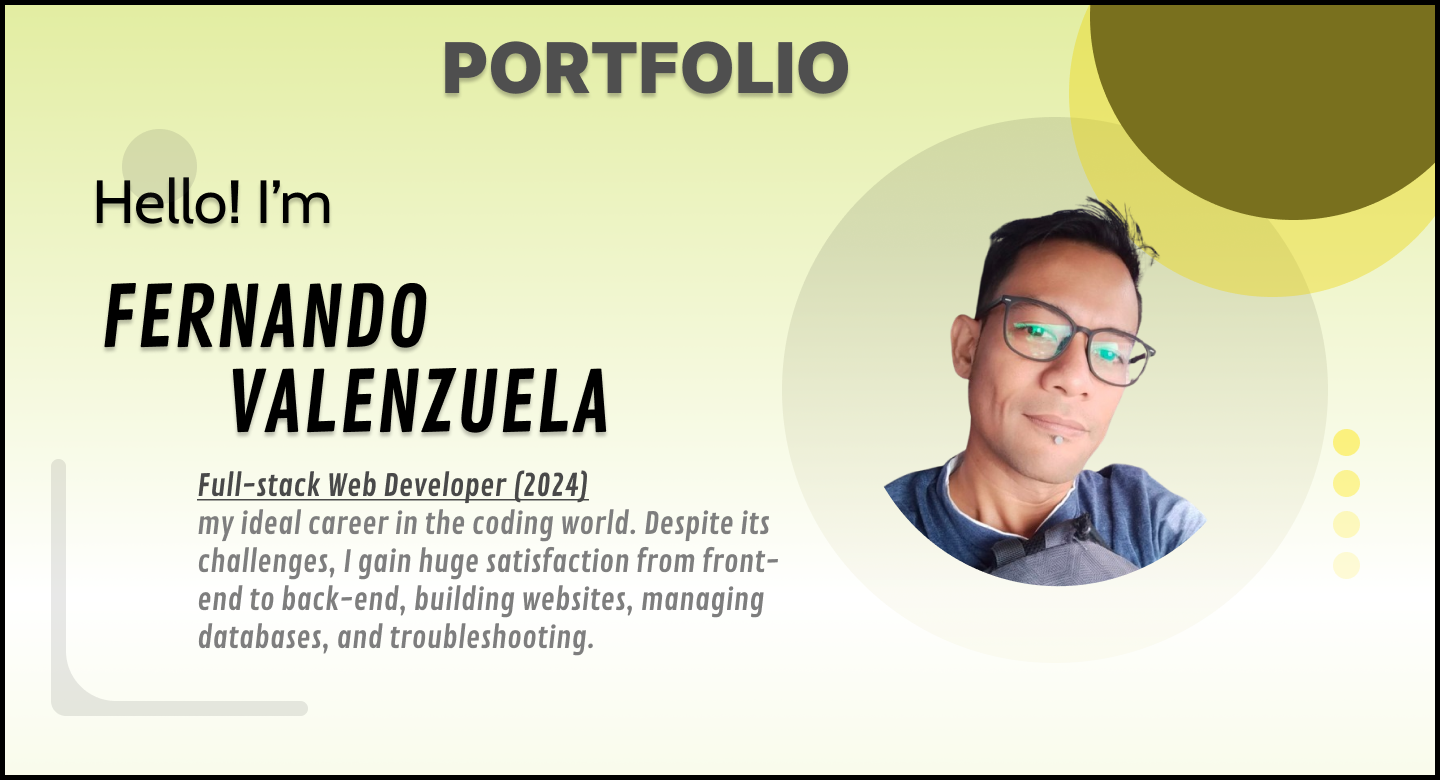 PORTFOLIO
Hello! I'm
FERNANDO
VALENZUELA
Full-stack Web Developer (2024)
my ideal career in the coding world. Despite its
challenges, I gain huge satisfaction from front-
end to back-end, building websites, managing
databases, and troubleshooting.